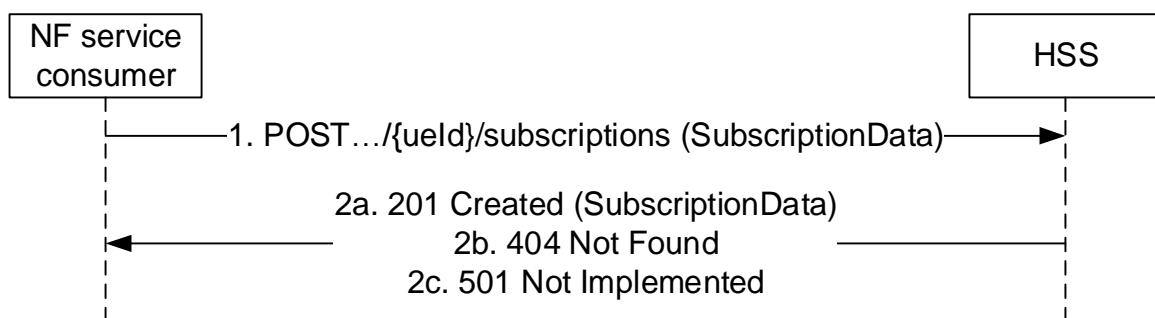 NF service
consumer
HSS
1. POST…/{ueId}/subscriptions (SubscriptionData)
2a. 201 Created (SubscriptionData)
2b. 404 Not Found
2c. 501 Not Implemented